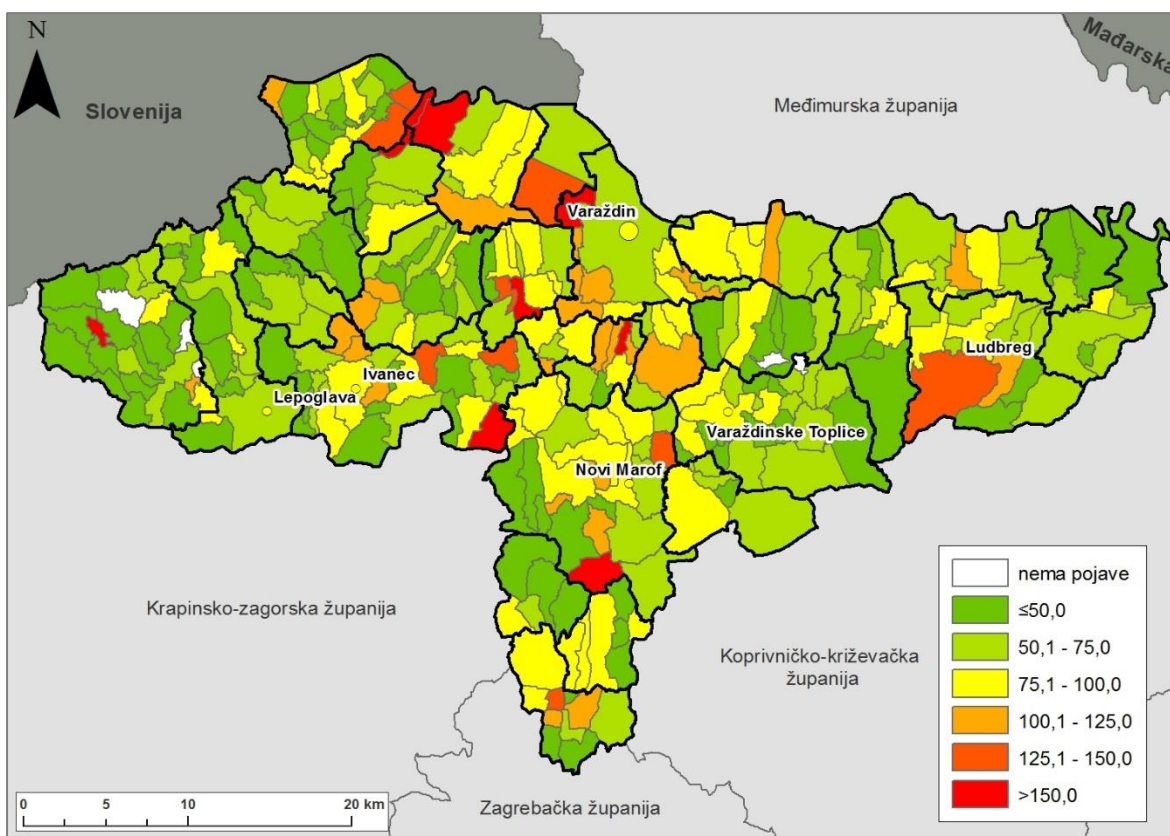 N
Slovenija
Mađarska
Međimurska županija
Varaždin
Ludbreg
Ivanec
Lepoglava
Varaždinske Toplice
Novi Marof
Krapinsko-zagorska županija
Koprivničko-križevačka
županija
Zagrebačka županija
0 5 10 20 km
nema pojave
≤50,0
50,1 - 75,0
75,1 - 100,0
100,1 - 125,0
125,1 - 150,0
>150,0